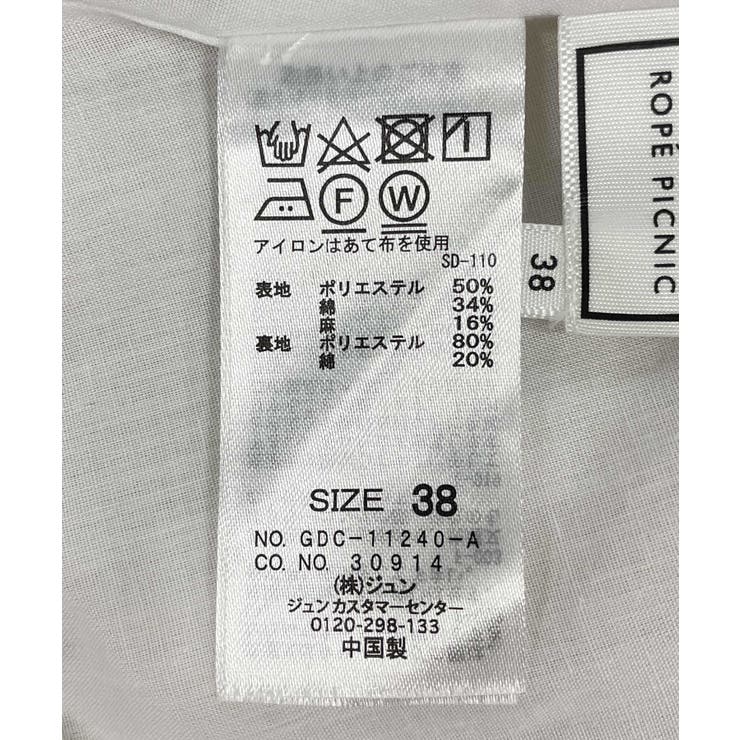 F W
アイロンはあて布を使用
SD-110
表地 ポリエステル 50%
綿 34%
麻 16%
裏地 ポリエステル 80%
綿 20%
SIZE 38
NO. GDC-11240-A
CO. NO. 30914
(株)ジュン
ジュンカスタマーセンター
0120-298-133
中国製
38
ROPÉ PICNIC